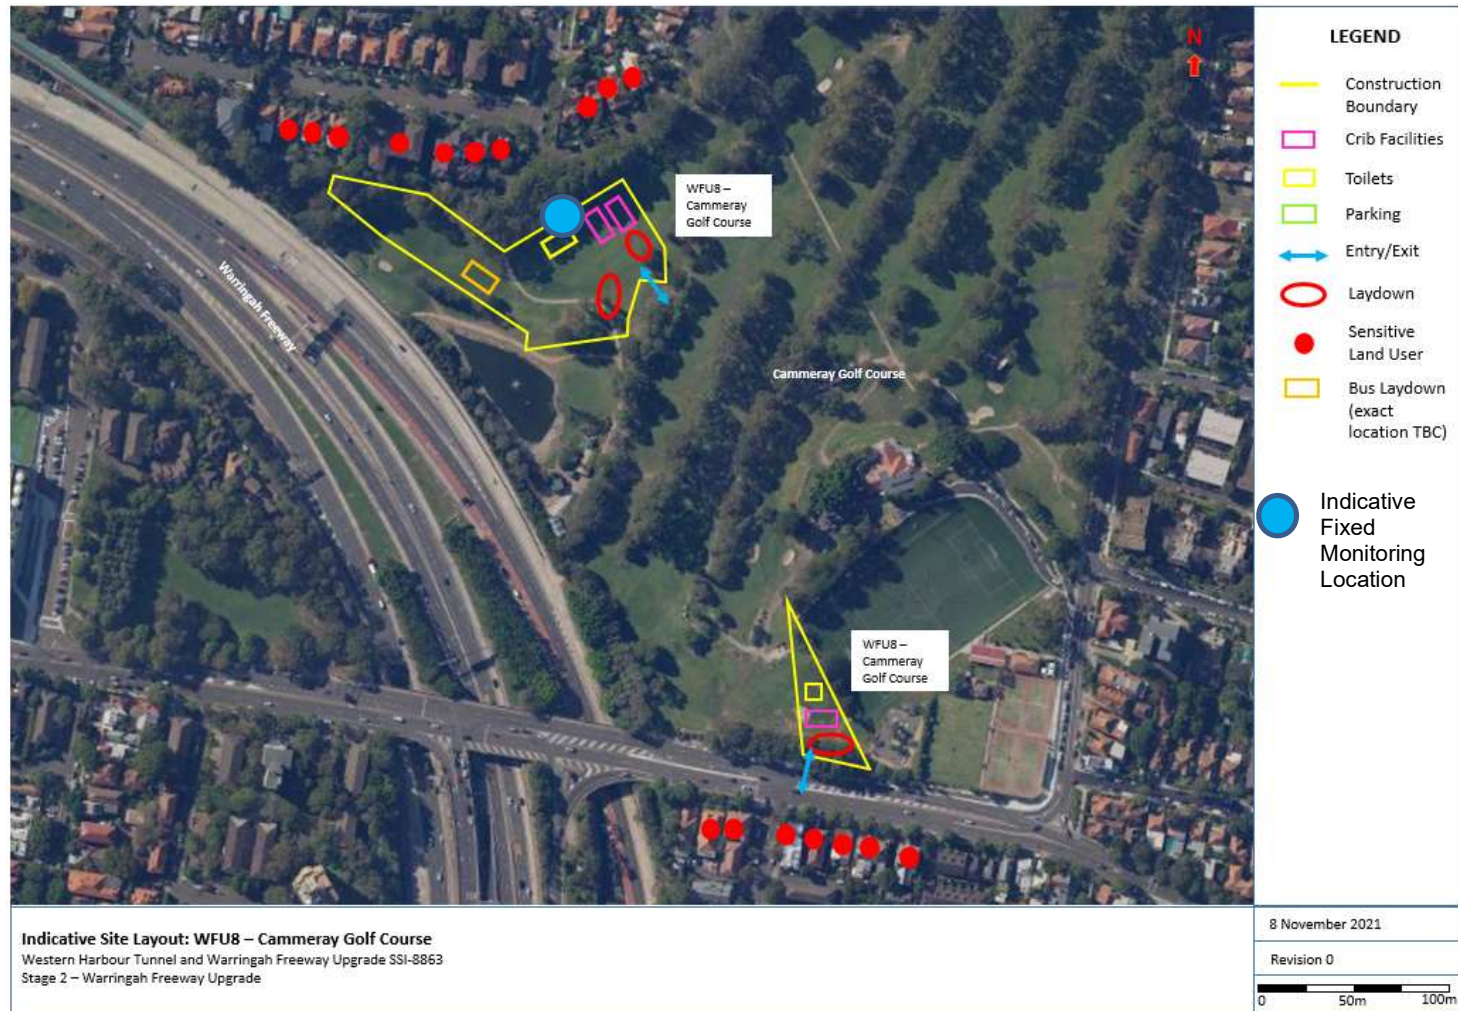 N
WFU8 –
Cammeray
Golf Course
Warringah Freeway
Cammeray Golf Course
WFU8 –
Cammeray
Golf Course
LEGEND
Construction
Boundary
Crib Facilities
Toilets
Parking
Entry/Exit
Laydown
Sensitive
Land User
Bus Laydown
(exact
location TBC)
Indicative
Fixed
Monitoring
Location
Indicative Site Layout: WFU8 – Cammeray Golf Course
Western Harbour Tunnel and Warringah Freeway Upgrade SSI-8863
Stage 2 – Warringah Freeway Upgrade
8 November 2021
Revision 0
0 50m 100m